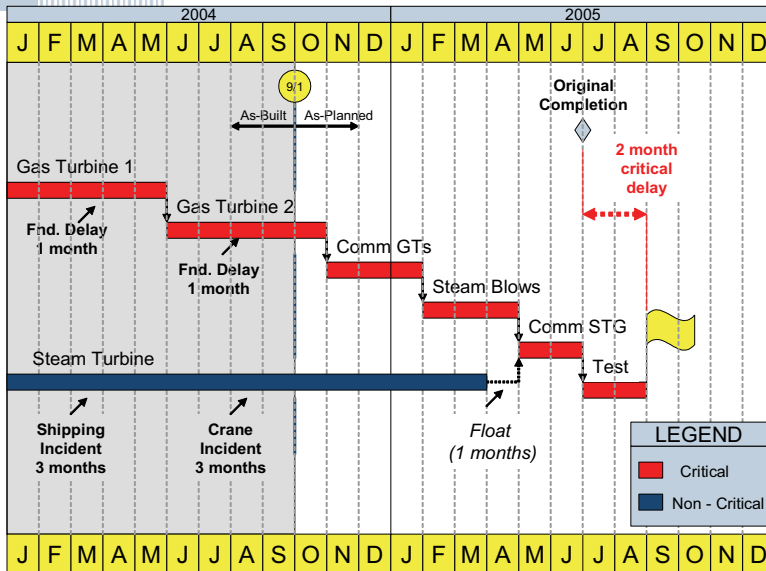 2004 2005
J F M A M J J A S O N D J F M A M J J A S O N D
9/1
As-Built As-Planned
Original
Completion
2 month
critical
delay
Gas Turbine 1
Fnd. Delay
1 month
Gas Turbine 2
Fnd. Delay
1 month
Comm GTs
Steam Blows
Comm STG
Test
Steam Turbine
Shipping
Incident
3 months
Crane
Incident
3 months
Float
(1 months)
LEGEND
Critical
Non - Critical
J F M A M J J A S O N D J F M A M J J A S O N D